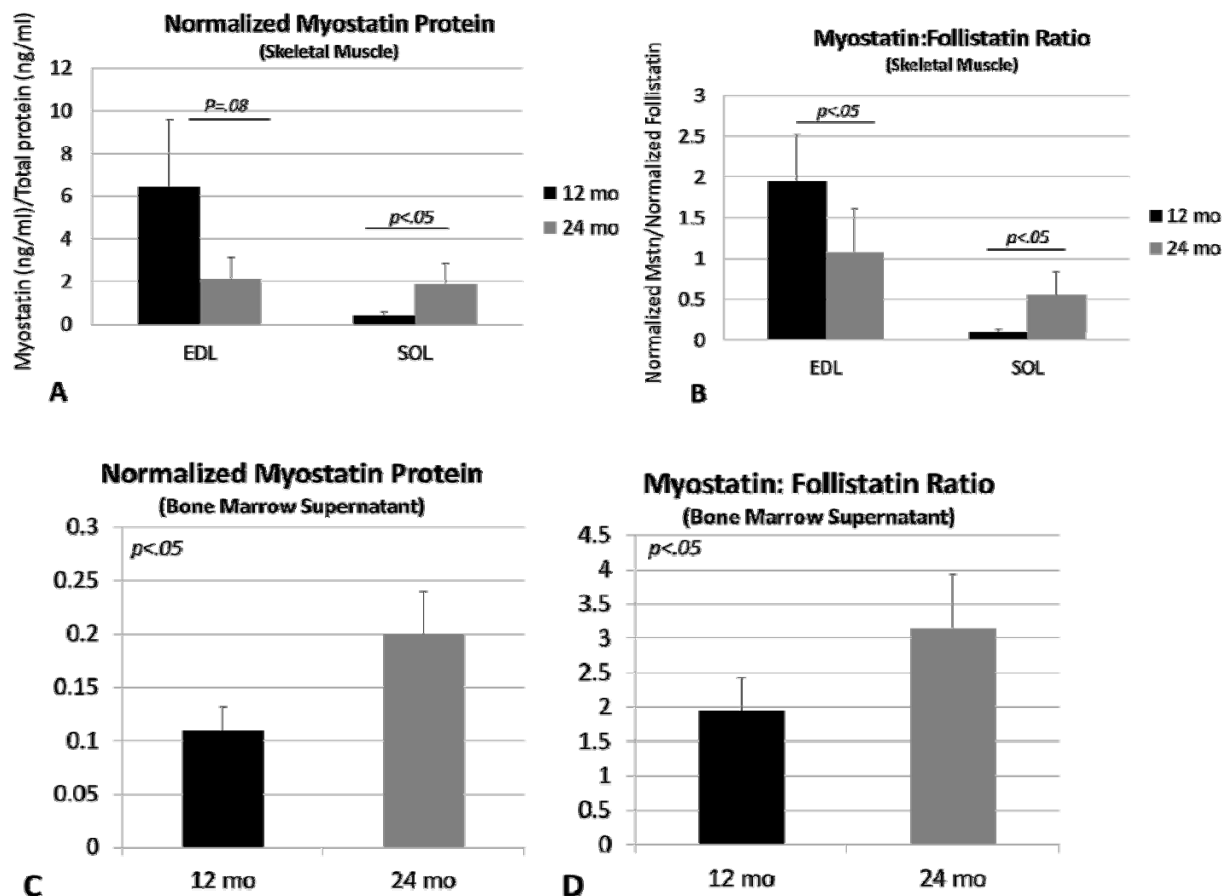 Normalized Myostatin Protein
(Skeletal Muscle)
Myostatin (ng/ml)/Total protein (ng/ml)
12
10
8
6
4
2
0
P=.08
p<.05
EDL
SOL
12 mo
24 mo
A
Myostatin:Follistatin Ratio
(Skeletal Muscle)
Normalized Mstn/Normalized Follistatin
3
2.5
2
1.5
1
0.5
0
p<.05
p<.05
EDL
SOL
12 mo
24 mo
B
Normalized Myostatin Protein
(Bone Marrow Supernatant)
0.3
0.25
0.2
0.15
0.1
0.05
0
p<.05
12 mo
24 mo
C
Myostatin: Follistatin Ratio
(Bone Marrow Supernatant)
4.5
4
3.5
3
2.5
2
1.5
1
0.5
0
p<.05
12 mo
24 mo
D